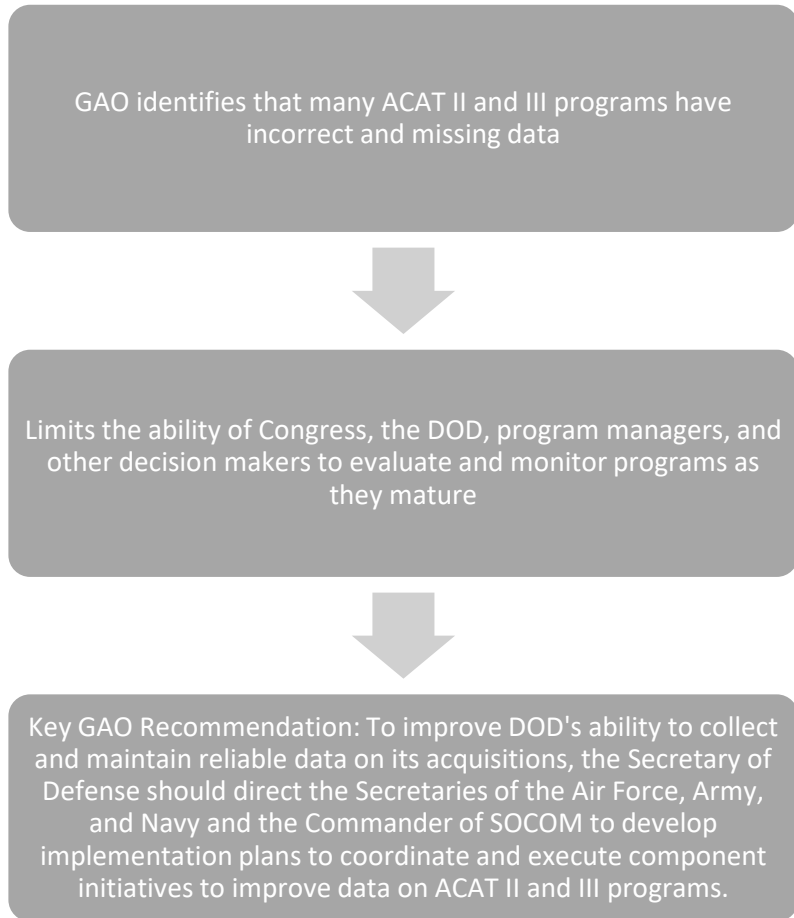 GAO identifies that many ACAT II and III programs have
incorrect and missing data
Limits the ability of Congress, the DOD, program managers, and
other decision makers to evaluate and monitor programs as
they mature
Key GAO Recommendation: To improve DOD's ability to collect
and maintain reliable data on its acquisitions, the Secretary of
Defense should direct the Secretaries of the Air Force, Army,
and Navy and the Commander of SOCOM to develop
implementation plans to coordinate and execute component
initiatives to improve data on ACAT II and III programs.